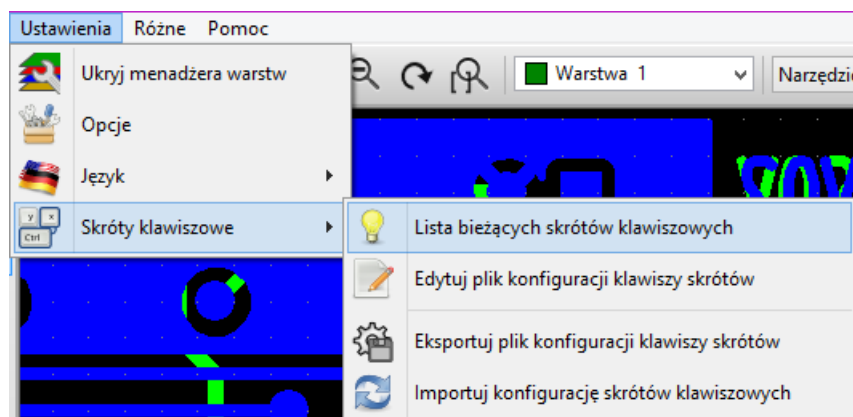 Ustawienia Różne Pomoc
Ukryj menadżera warstw
Warstwa 1
Opcje
Język
Skróty klawiszowe
y x
Ctrl
Lista bieżących skrótów klawiszowych
Edytuj plik konfiguracji klawiszy skrótów
Eksportuj plik konfiguracji klawiszy skrótów
Importuj konfigurację skrótów klawiszowych